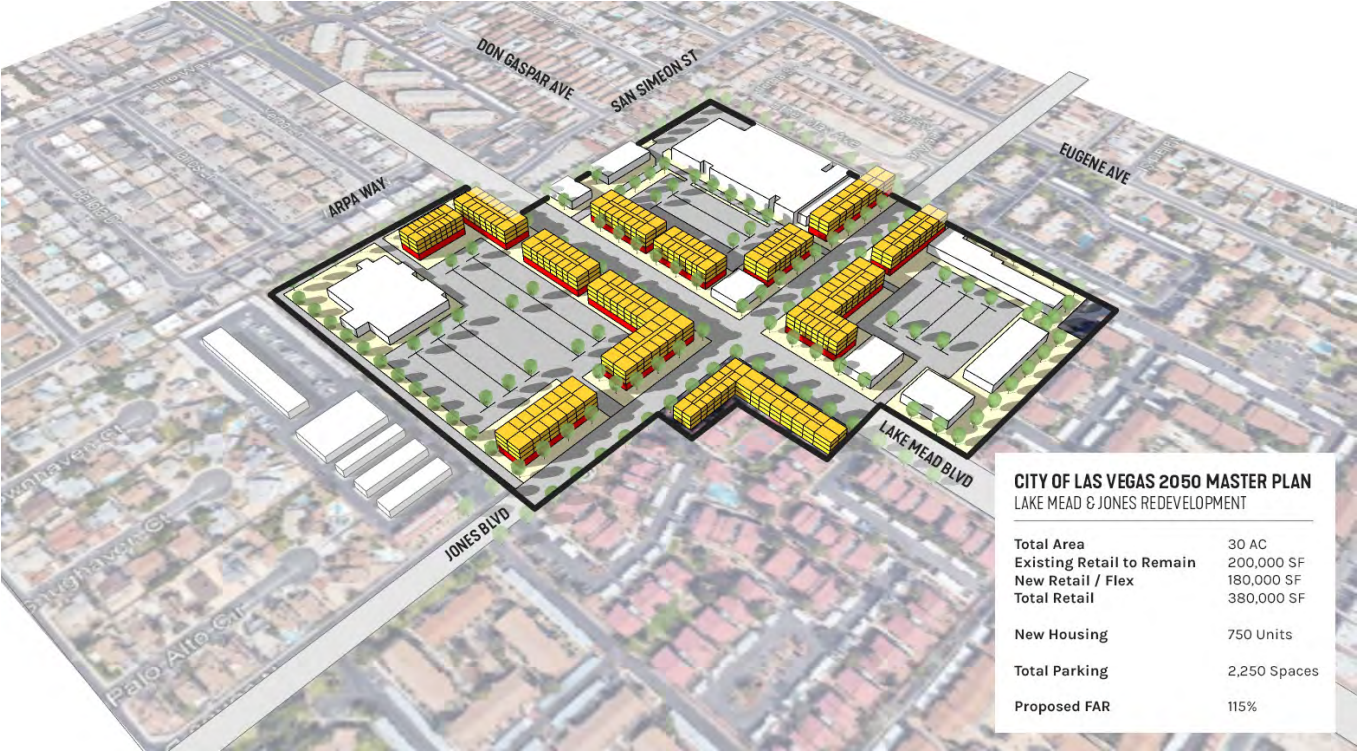 DON GASPAR AVE
SAN SIMEON ST
EUGENE AVE
ARPA WAY
LAKE MEAD BLVD
JONES BLVD
Palo Alto Cir
CITY OF LAS VEGAS 2050 MASTER PLAN
LAKE MEAD & JONES REDEVELOPMENT
Total Area 30 AC
Existing Retail to Remain 200,000 SF
New Retail / Flex 180,000 SF
Total Retail 380,000 SF
New Housing 750 Units
Total Parking 2,250 Spaces
Proposed FAR 115%